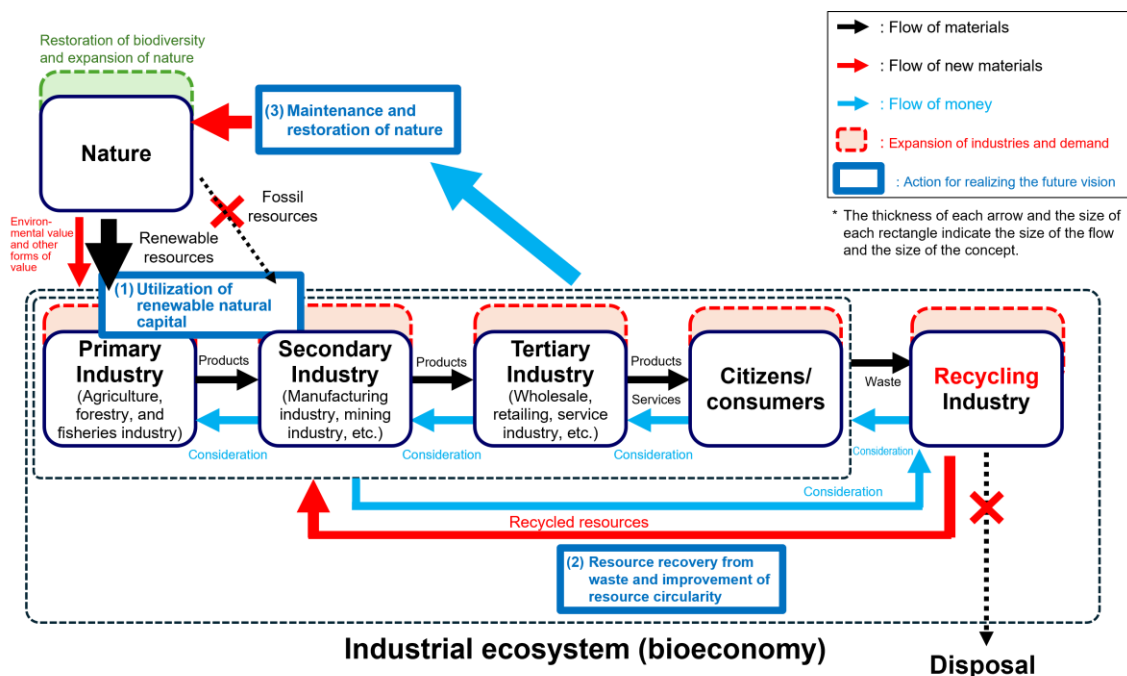 Restoration of biodiversity
and expansion of nature
Nature
(3) Maintenance and
restoration of nature
: Flow of materials
: Flow of new materials
: Flow of money
: Expansion of industries and demand
: Action for realizing the future vision
* The thickness of each arrow and the size of
each rectangle indicate the size of the flow
and the size of the concept.
Environ-
mental value
and other
forms of
value
Renewable
resources
Fossil
resources
(1) Utilization of
renewable natural
capital
Primary
Industry
(Agriculture,
forestry, and
fisheries industry)
Products
Consideration
Secondary
Industry
(Manufacturing
industry, mining
industry, etc.)
Products
Consideration
Tertiary
Industry
(Wholesale,
retailing, service
industry, etc.)
Products
Services
Consideration
Citizens/
consumers
Waste
Consideration
Recycling
Industry
Consideration
Recycled resources
(2) Resource recovery from
waste and improvement of
resource circularity
Industrial ecosystem (bioeconomy)
Disposal